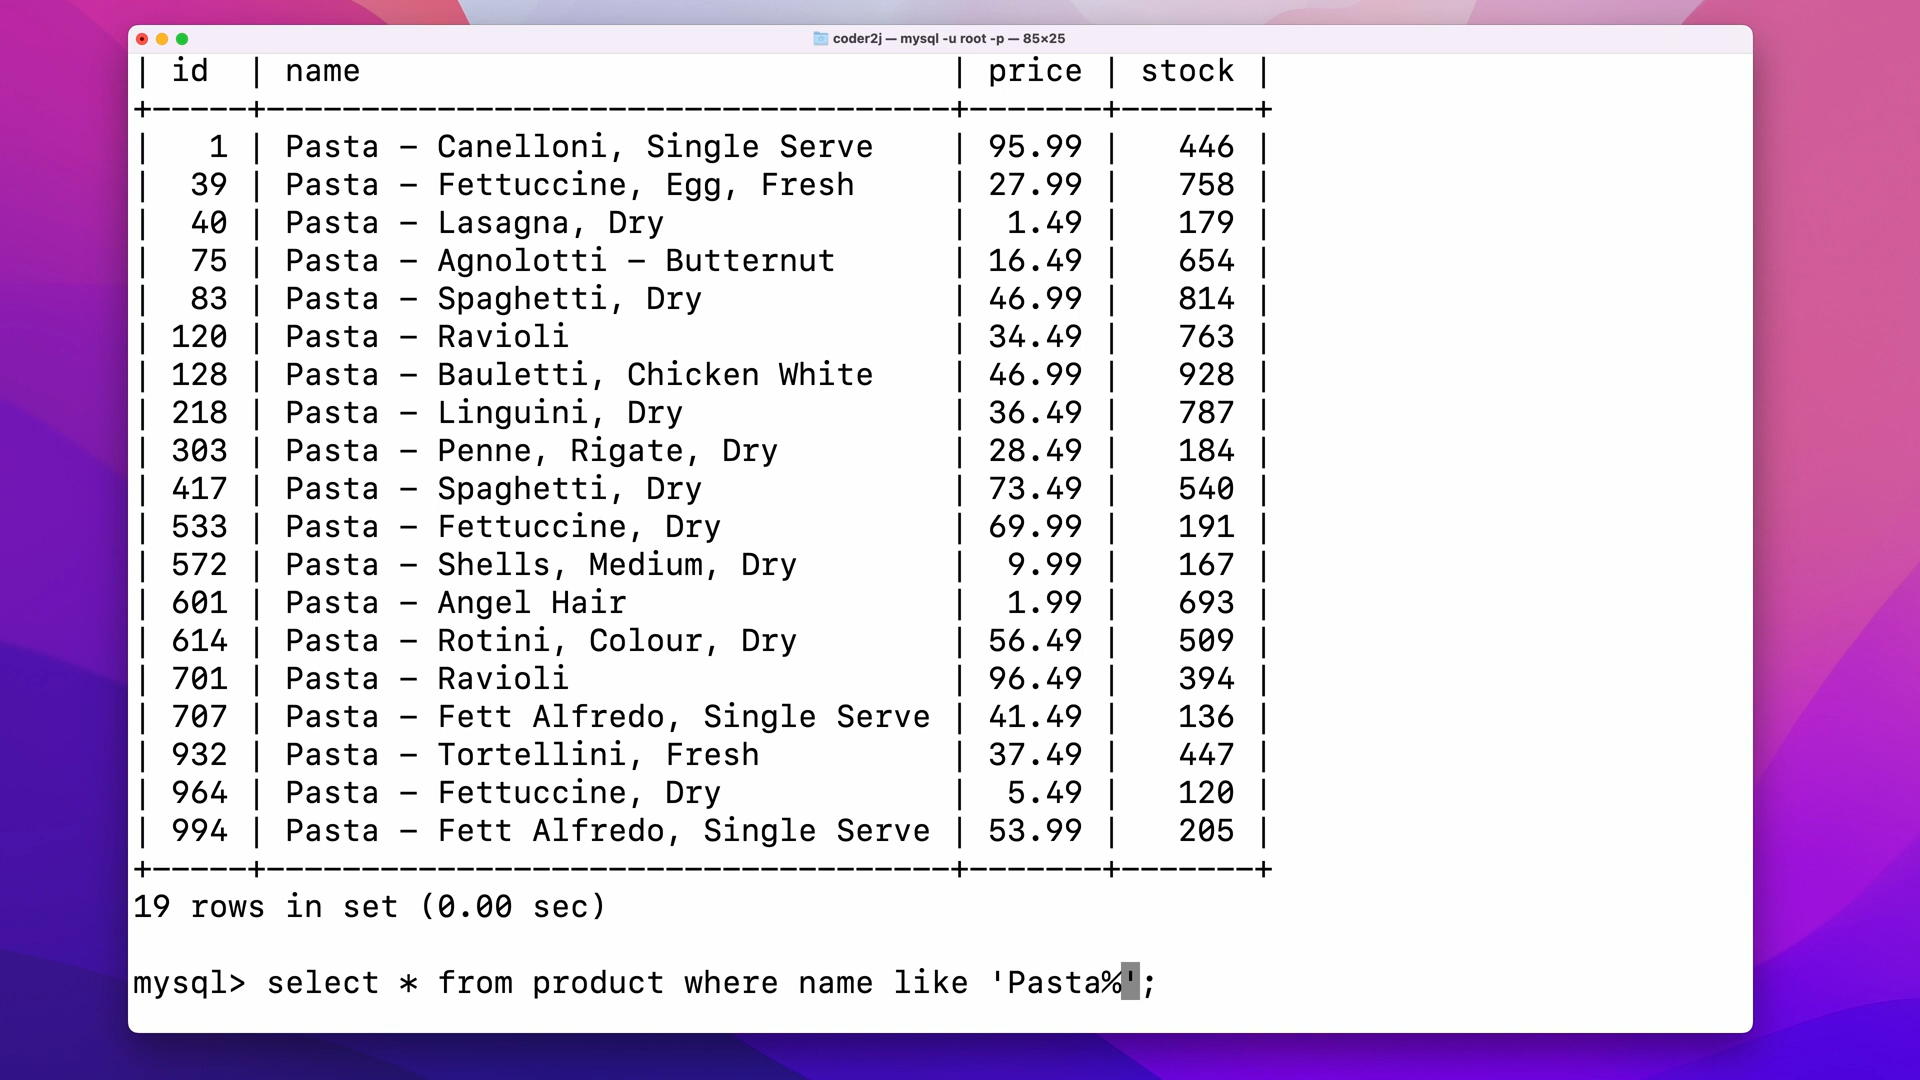 coder2j — mysql -u root -p — 85×25
| id | name | price | stock |
+------+-------------------------------------+-------+-------+
| 1 | Pasta - Canelloni, Single Serve | 95.99 | 446 |
| 39 | Pasta - Fettuccine, Egg, Fresh | 27.99 | 758 |
| 40 | Pasta - Lasagna, Dry | 1.49 | 179 |
| 75 | Pasta - Agnolotti - Butternut | 16.49 | 654 |
| 83 | Pasta - Spaghetti, Dry | 46.99 | 814 |
| 120 | Pasta - Ravioli | 34.49 | 763 |
| 128 | Pasta - Bauletti, Chicken White | 46.99 | 928 |
| 218 | Pasta - Linguini, Dry | 36.49 | 787 |
| 303 | Pasta - Penne, Rigate, Dry | 28.49 | 184 |
| 417 | Pasta - Spaghetti, Dry | 73.49 | 540 |
| 533 | Pasta - Fettuccine, Dry | 69.99 | 191 |
| 572 | Pasta - Shells, Medium, Dry | 9.99 | 167 |
| 601 | Pasta - Angel Hair | 1.99 | 693 |
| 614 | Pasta - Rotini, Colour, Dry | 56.49 | 509 |
| 701 | Pasta - Ravioli | 96.49 | 394 |
| 707 | Pasta - Fett Alfredo, Single Serve | 41.49 | 136 |
| 932 | Pasta - Tortellini, Fresh | 37.49 | 447 |
| 964 | Pasta - Fettuccine, Dry | 5.49 | 120 |
| 994 | Pasta - Fett Alfredo, Single Serve | 53.99 | 205 |
+------+-------------------------------------+-------+-------+
19 rows in set (0.00 sec)
mysql> select * from product where name like 'Pasta%';